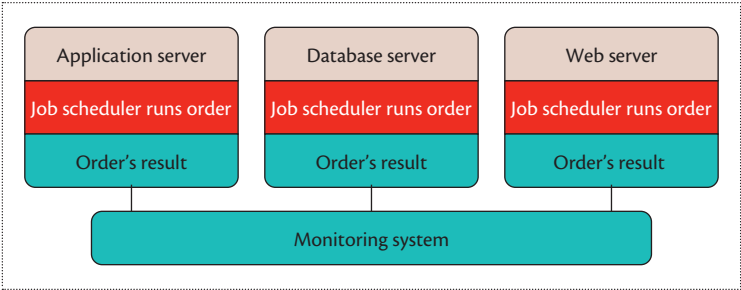 Application server
Job scheduler runs order
Order’s result
Database server
Job scheduler runs order
Order’s result
Web server
Job scheduler runs order
Order’s result
Monitoring system